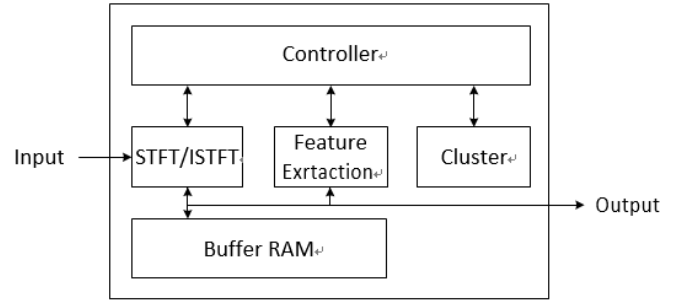 Controller
Input
STFT/ISTFT
Feature
Exrtaction
Cluster
Output
Buffer RAM